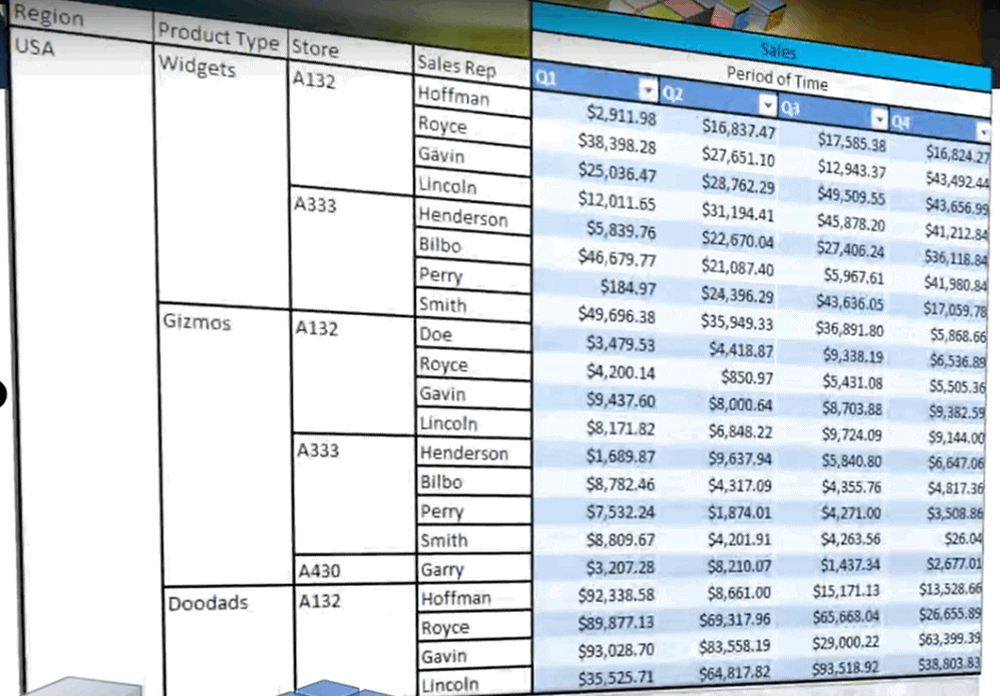 Sales
Period of Time
Region Product Type Store Sales Rep Q1 Q2 Q3 Q4
USA Widgets A132 Hoffman $2,911.98 $16,837.47 $17,585.38 $16,824.27
Royce $38,398.28 $27,651.10 $12,943.37 $43,492.44
Gavin $25,036.47 $28,762.29 $49,509.55 $43,656.99
Lincoln $12,011.65 $31,194.41 $45,878.20 $41,212.84
A333 Henderson $5,839.76 $22,670.04 $27,406.24 $36,118.84
Bilbo $46,679.77 $21,087.40 $5,967.61 $41,980.84
Perry $184.97 $24,396.29 $43,636.05 $17,059.78
Smith $49,696.38 $35,949.33 $36,891.80 $5,868.66
Gizmos A132 Doe $3,479.53 $4,418.87 $9,338.19 $6,536.89
Royce $4,200.14 $850.97 $5,431.08 $5,505.36
Gavin $9,437.60 $8,000.64 $8,703.88 $9,382.59
Lincoln $8,171.82 $6,848.22 $9,724.09 $9,144.00
A333 Henderson $1,689.87 $9,637.94 $5,840.80 $6,647.06
Bilbo $8,782.46 $4,317.09 $4,355.76 $4,817.36
Perry $7,532.24 $1,874.01 $4,271.00 $3,508.86
Smith $8,809.67 $4,201.91 $4,263.56 $26.04
A430 Garry $3,207.28 $8,210.07 $1,437.34 $2,677.01
Doodads A132 Hoffman $92,338.58 $8,661.00 $15,171.13 $13,528.66
Royce $89,877.13 $69,317.96 $65,668.04 $26,655.89
Gavin $93,028.70 $83,558.19 $29,000.22 $63,399.39
Lincoln $35,525.71 $64,817.82 $93,518.92 $38,803.83